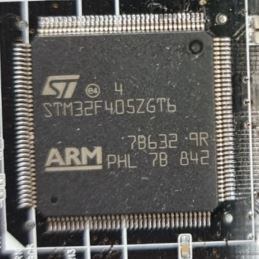 ST e4 4
STM32F405ZGT6
7B632 9R
ARM PHL 7B 842